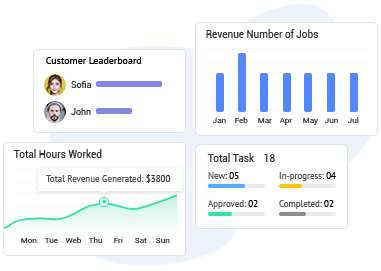 Revenue Number of Jobs
Jan Feb Mar Apr May Jun Jul
Customer Leaderboard
Sofia
John
Total Hours Worked
Total Revenue Generated: $3800
Mon Tue Web Thu Fri Sat Sun
Total Task 18
New: 05 In-progress: 04
Approved: 02 Completed: 02